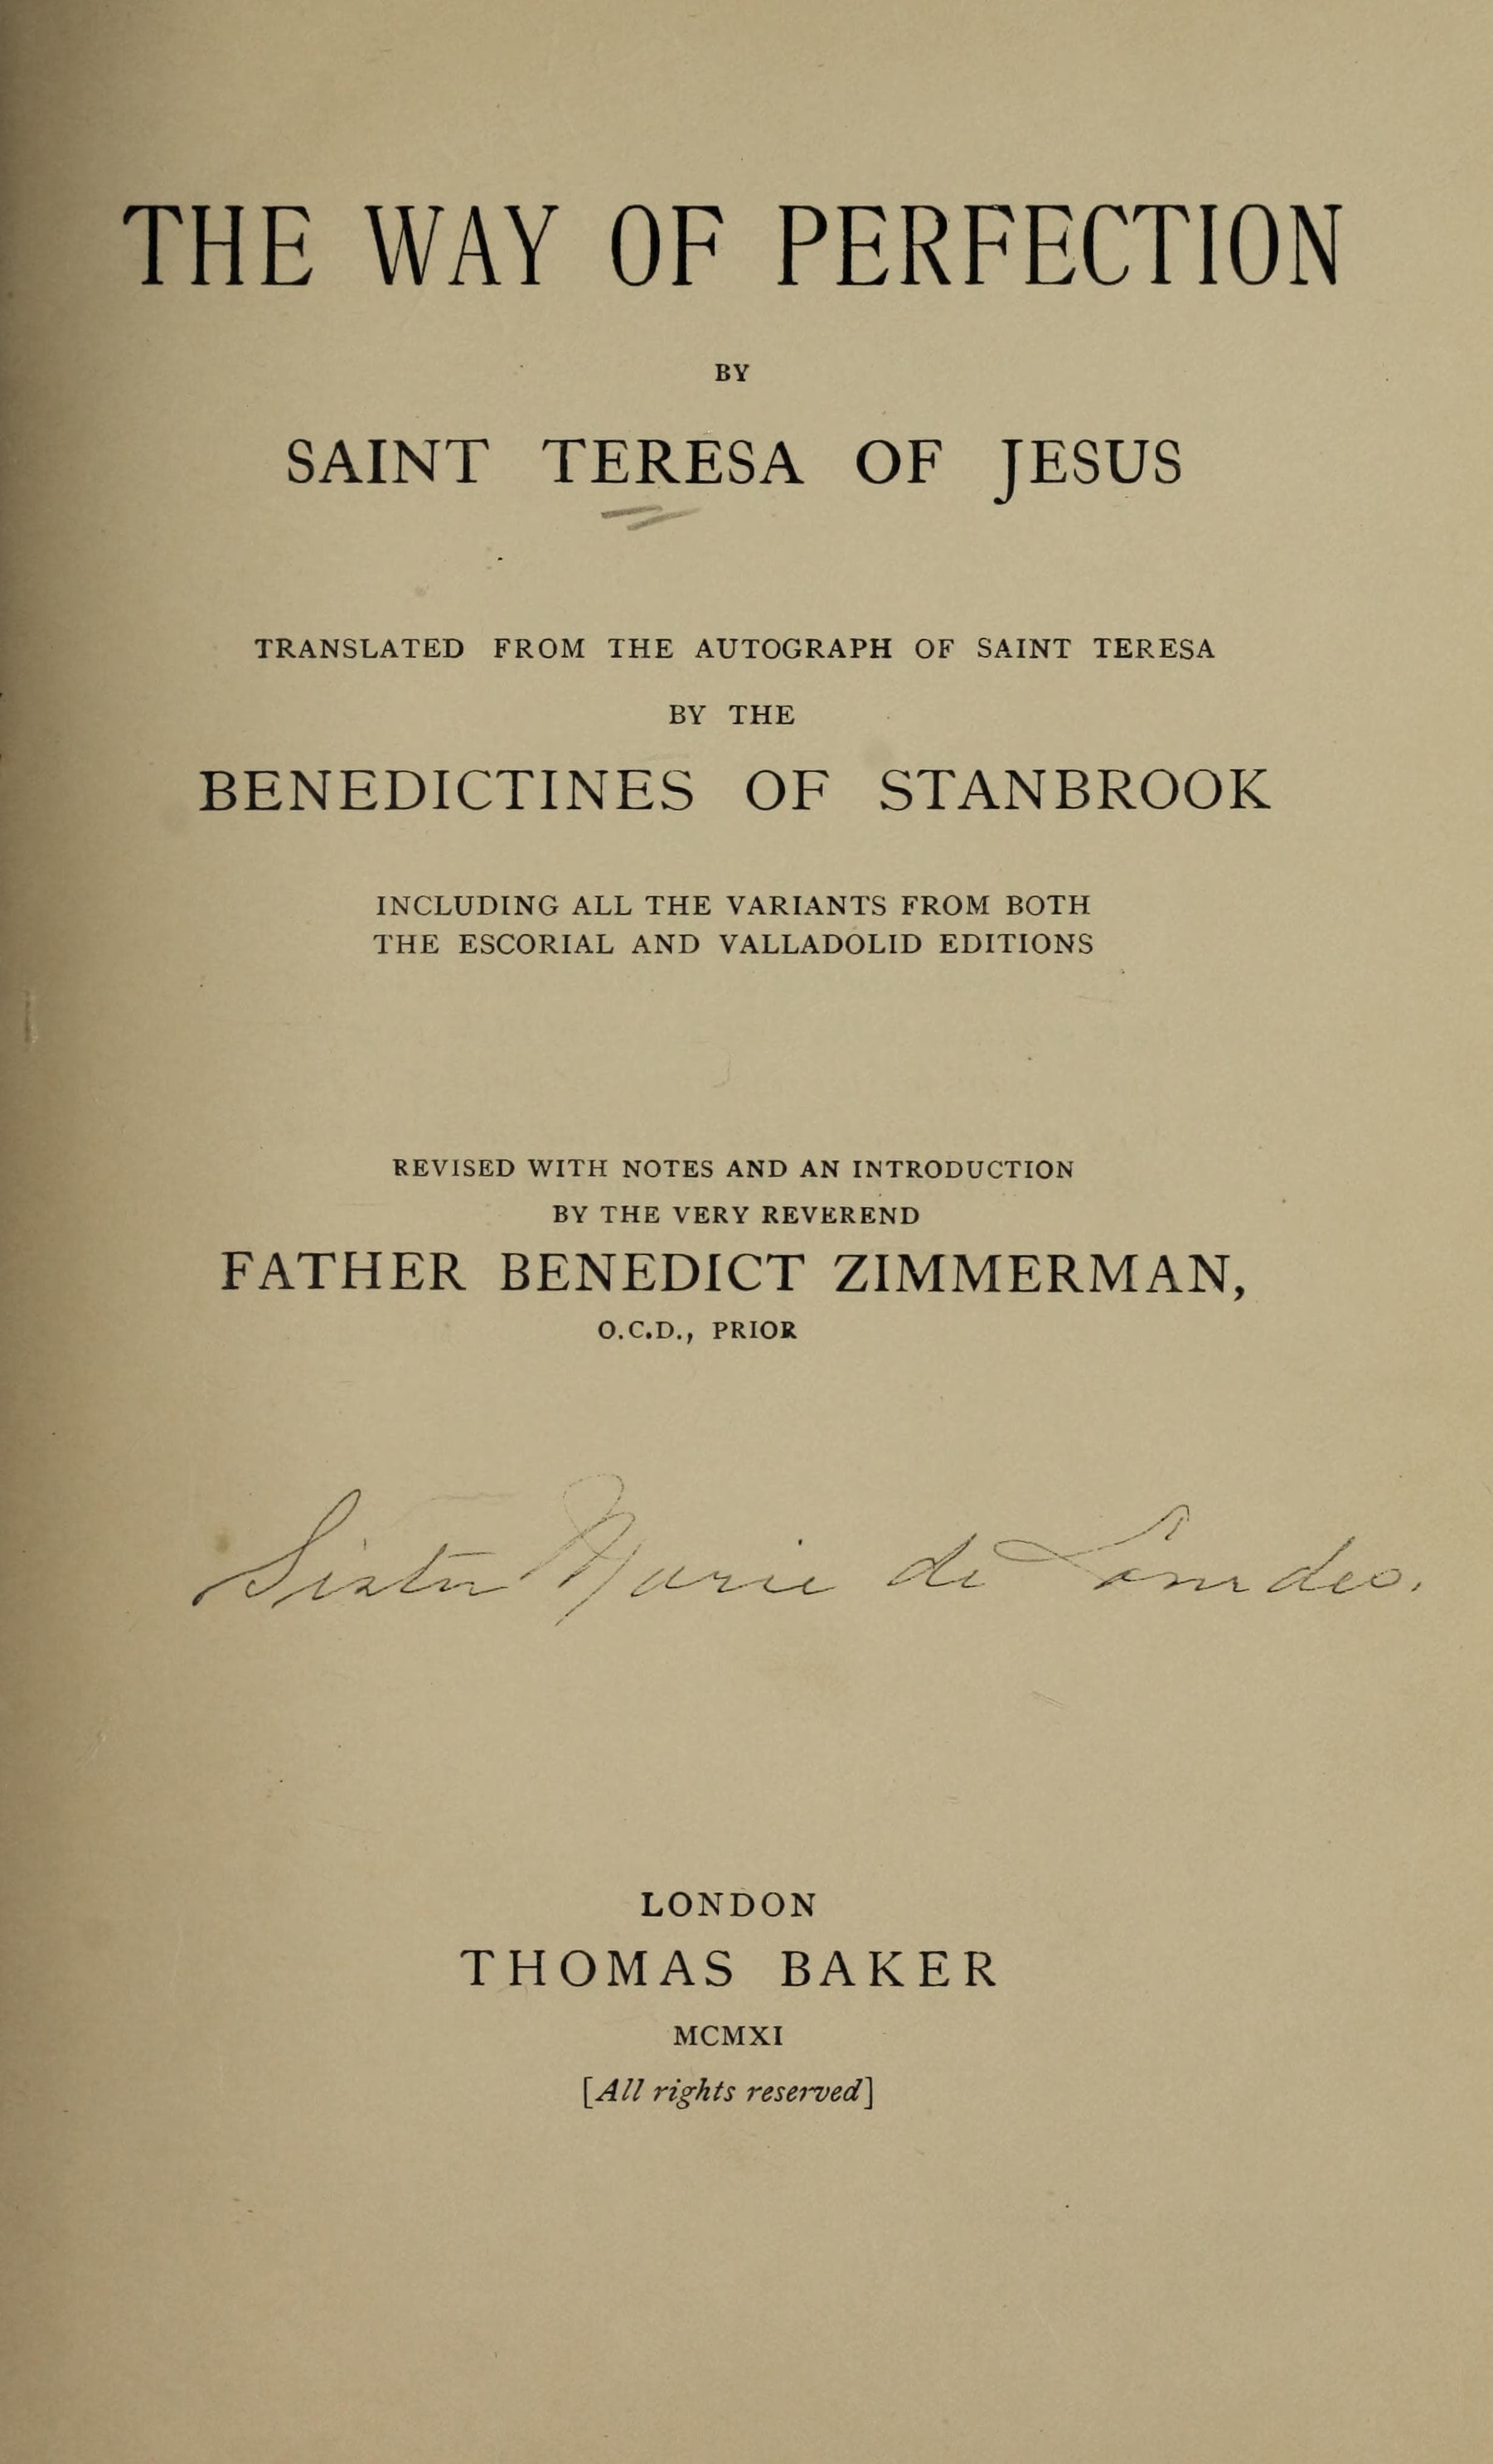 THE WAY OF PERFECTION
BY
SAINT TERESA OF JESUS
TRANSLATED FROM THE AUTOGRAPH OF SAINT TERESA
BY THE
BENEDICTINES OF STANBROOK
INCLUDING ALL THE VARIANTS FROM BOTH
THE ESCORIAL AND VALLADOLID EDITIONS
REVISED WITH NOTES AND AN INTRODUCTION
BY THE VERY REVEREND
FATHER BENEDICT ZIMMERMAN,
O.C.D., PRIOR
Sister Marie de Lourdes.
LONDON
THOMAS BAKER
MCMXI
[All rights reserved]